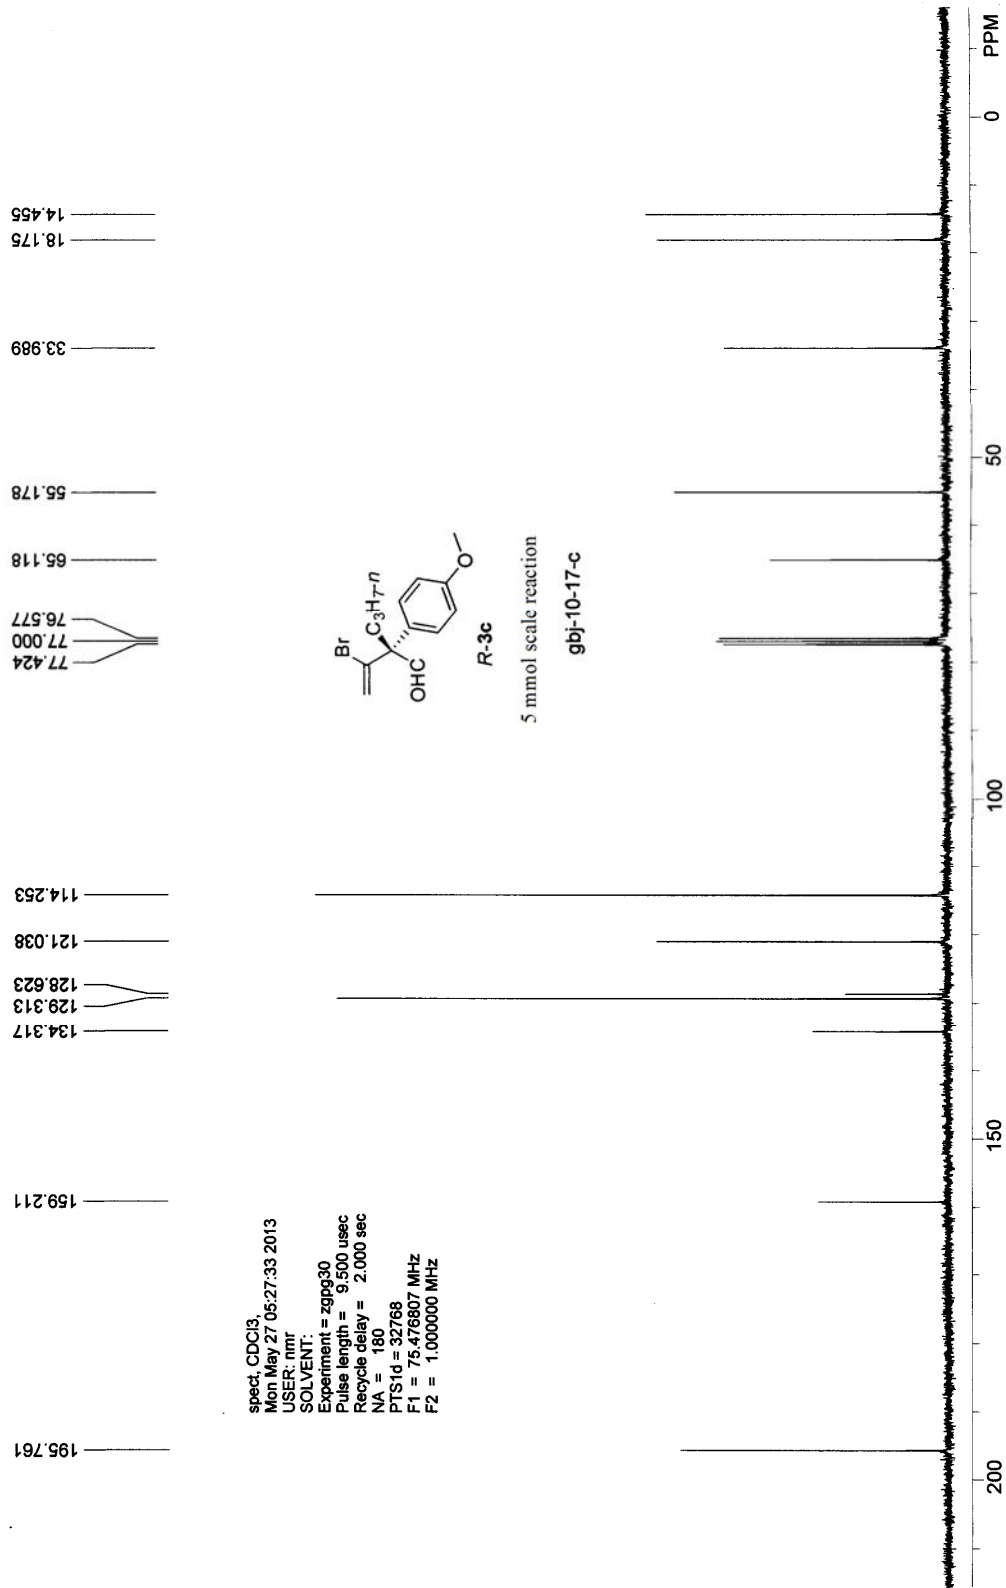 195.761
159.211
134.317
129.313
128.623
121.038
114.253
77.424
77.000
76.577
65.118
55.178
33.989
18.175
14.455
spect, CDCl3,
Mon May 27 05:27:33 2013
USER: nmr
SOLVENT:
Experiment = zgpg30
Pulse length = 9.500 usec
Recycle delay = 2.000 sec
NA = 180
PTS1d = 32768
F1 = 75.476807 MHz
F2 = 1.000000 MHz
Br
C3H7-n
OHC
O
R-3c
5 mmol scale reaction
gbj-10-17-c
200
150
100
50
0
PPM